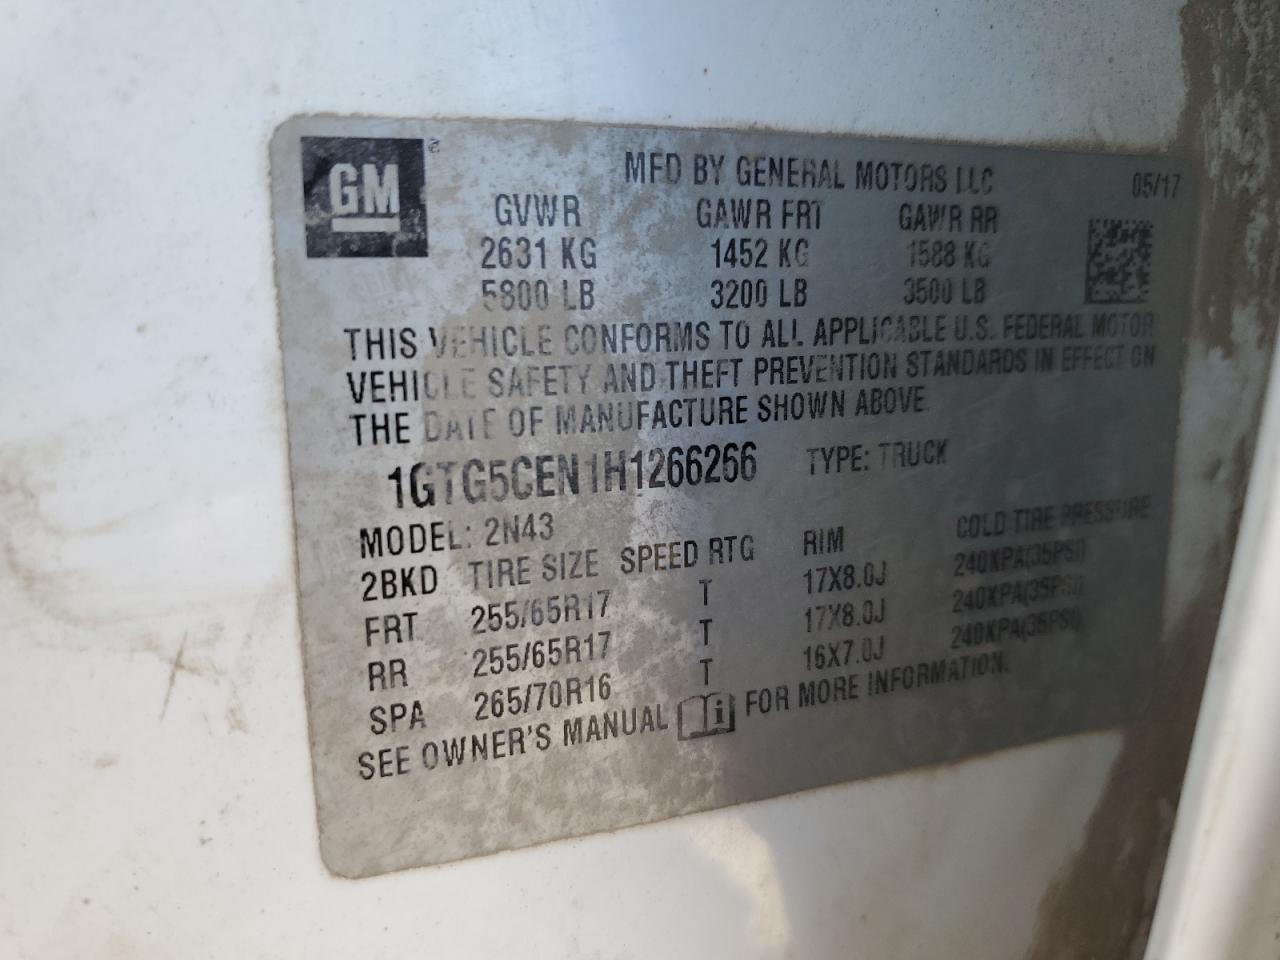 GM
MFD BY GENERAL MOTORS LLC 05/17
GVWR GAWR FRT GAWR RR
2631 KG 1452 KG 1588 KG
5800 LB 3200 LB 3500 LB
THIS VEHICLE CONFORMS TO ALL APPLICABLE U.S. FEDERAL MOTOR
VEHICLE SAFETY AND THEFT PREVENTION STANDARDS IN EFFECT ON
THE DATE OF MANUFACTURE SHOWN ABOVE.
1GTG5CEN1H1266266 TYPE: TRUCK
MODEL: 2N43
2BKD TIRE SIZE SPEED RTG RIM COLD TIRE PRESSURE
FRT 255/65R17 T 17X8.0J 240KPA(35PSI)
RR 255/65R17 T 17X8.0J 240KPA(35PSI)
SPA 265/70R16 T 16X7.0J 240KPA(35PSI)
SEE OWNER'S MANUAL i FOR MORE INFORMATION.